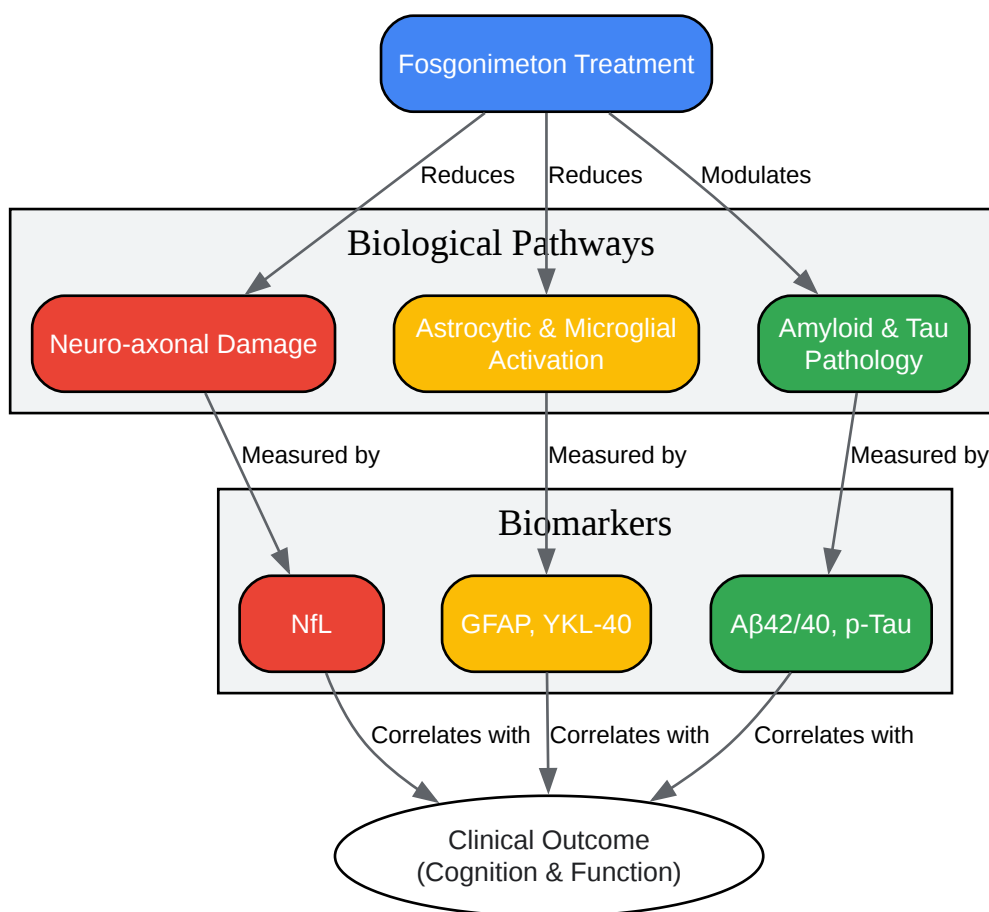 Fosgonimeton Treatment
Reduces
Reduces
Modulates
Biological Pathways
Neuro-axonal Damage
Astrocytic & Microglial
Activation
Amyloid & Tau
Pathology
Measured by
Measured by
Measured by
Biomarkers
NfL
GFAP, YKL-40
Aβ42/40, p-Tau
Correlates with
Correlates with
Correlates with
Clinical Outcome
(Cognition & Function)